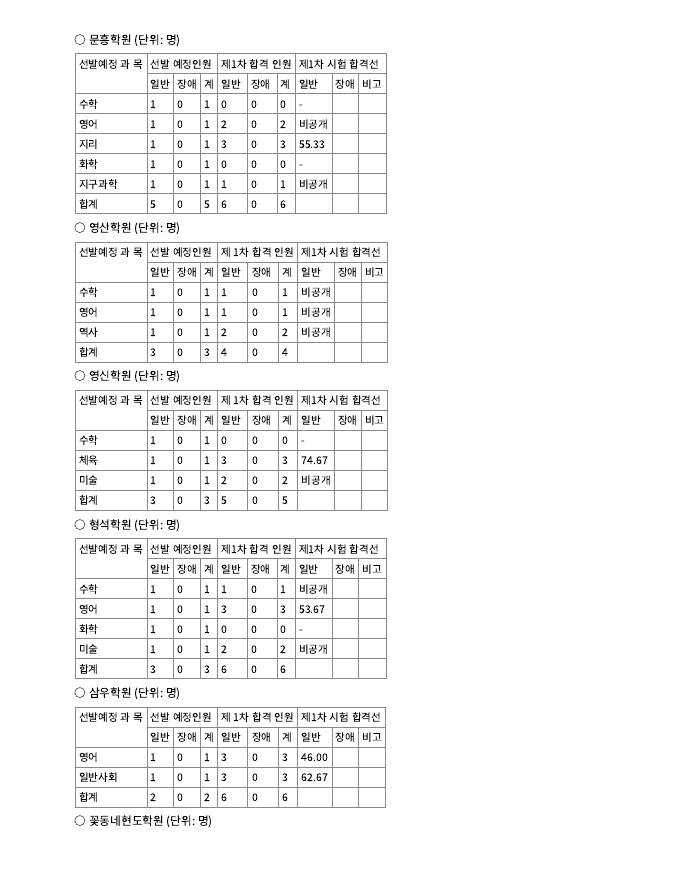 ○ 문흥학원 (단위: 명)
선발예정 과 목 선발 예정인원 제1차 합격 인원 제1차 시험 합격선
일반 장애 계 일반 장애 계 일반 장애 비고
수학 1 0 1 0 0 0 -
영어 1 0 1 2 0 2 비공개
지리 1 0 1 3 0 3 55.33
화학 1 0 1 0 0 0 -
지구과학 1 0 1 1 0 1 비공개
합계 5 0 5 6 0 6
○ 영산학원 (단위: 명)
선발예정 과 목 선발 예정인원 제 1차 합격 인원 제1차 시험 합격선
일반 장애 계 일반 장애 계 일반 장애 비고
수학 1 0 1 1 0 1 비공개
영어 1 0 1 1 0 1 비공개
역사 1 0 1 2 0 2 비공개
합계 3 0 3 4 0 4
○ 영신학원 (단위: 명)
선발예정 과 목 선발 예정인원 제 1차 합격 인원 제1차 시험 합격선
일반 장애 계 일반 장애 계 일반 장애 비고
수학 1 0 1 0 0 0 -
체육 1 0 1 3 0 3 74.67
미술 1 0 1 2 0 2 비공개
합계 3 0 3 5 0 5
○ 형석학원 (단위: 명)
선발예정 과 목 선발 예정인원 제1차 합격 인원 제1차 시험 합격선
일반 장애 계 일반 장애 계 일반 장애 비고
수학 1 0 1 1 0 1 비공개
영어 1 0 1 3 0 3 53.67
화학 1 0 1 0 0 0 -
미술 1 0 1 2 0 2 비공개
합계 3 0 3 6 0 6
○ 삼우학원 (단위: 명)
선발예정 과 목 선발 예정인원 제 1차 합격 인원 제1차 시험 합격선
일반 장애 계 일반 장애 계 일반 장애 비고
영어 1 0 1 3 0 3 46.00
일반사회 1 0 1 3 0 3 62.67
합계 2 0 2 6 0 6
○ 꽃동네현도학원 (단위: 명)